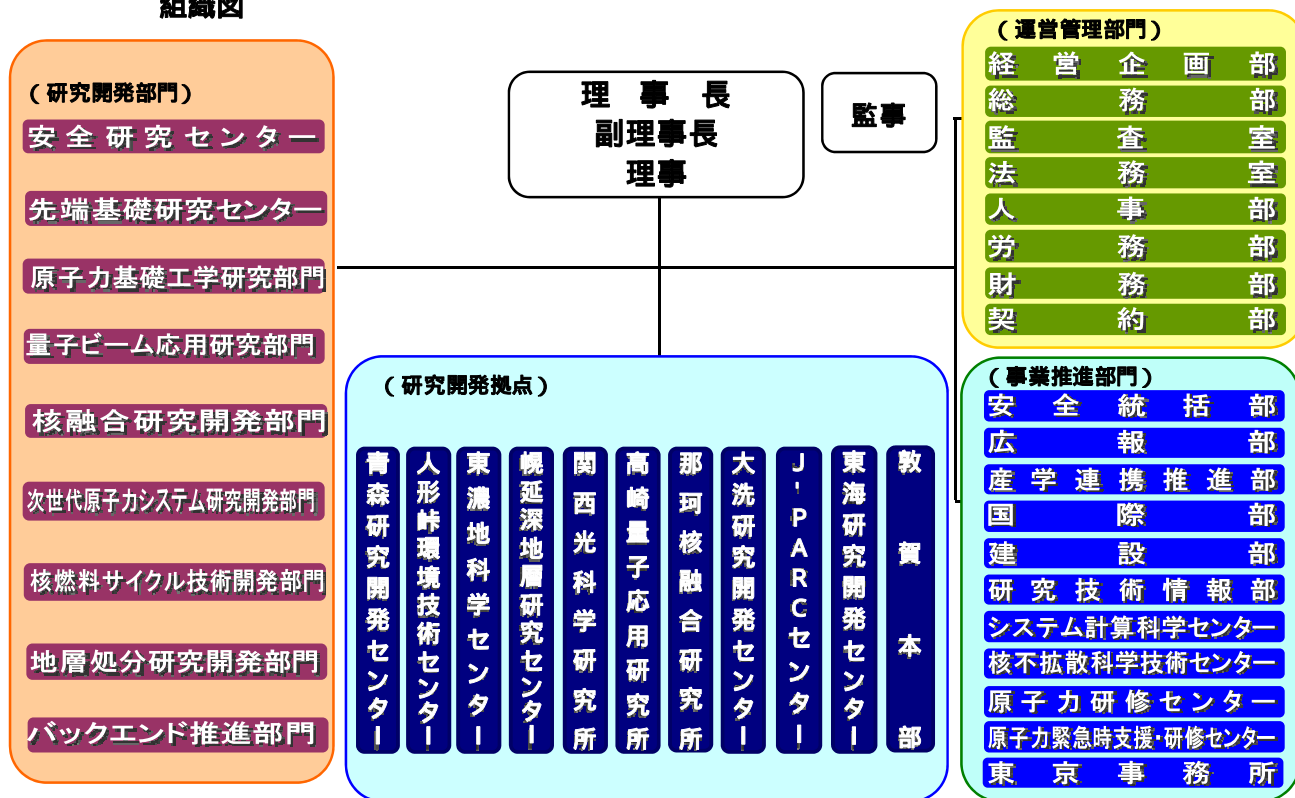 組織図
(研究開発部門)
安全研究センター
先端基礎研究センター
原子力基礎工学研究部門
量子ビーム応用研究部門
核融合研究開発部門
次世代原子力システム研究開発部門
核燃料サイクル技術開発部門
地層処分研究開発部門
バックエンド推進部門
理事長
副理事長
理事
監事
(研究開発拠点)
青森研究開発センター
人形峠環境技術センター
東濃地科学センター
幌延深地層研究センター
関西光科学研究所
高崎量子応用研究所
那珂核融合研究所
大洗研究開発センター
J-PARCセンター
東海研究開発センター
敦賀本部
(運営管理部門)
経営企画部
総務部
監査室
法務室
人事部
労務部
財務部
契約部
(事業推進部門)
安全統括部
広報部
産学連携推進部
国際部
建設部
研究技術情報部
システム計算科学センター
核不拡散科学技術センター
原子力研修センター
原子力緊急時支援・研修センター
東京事務所